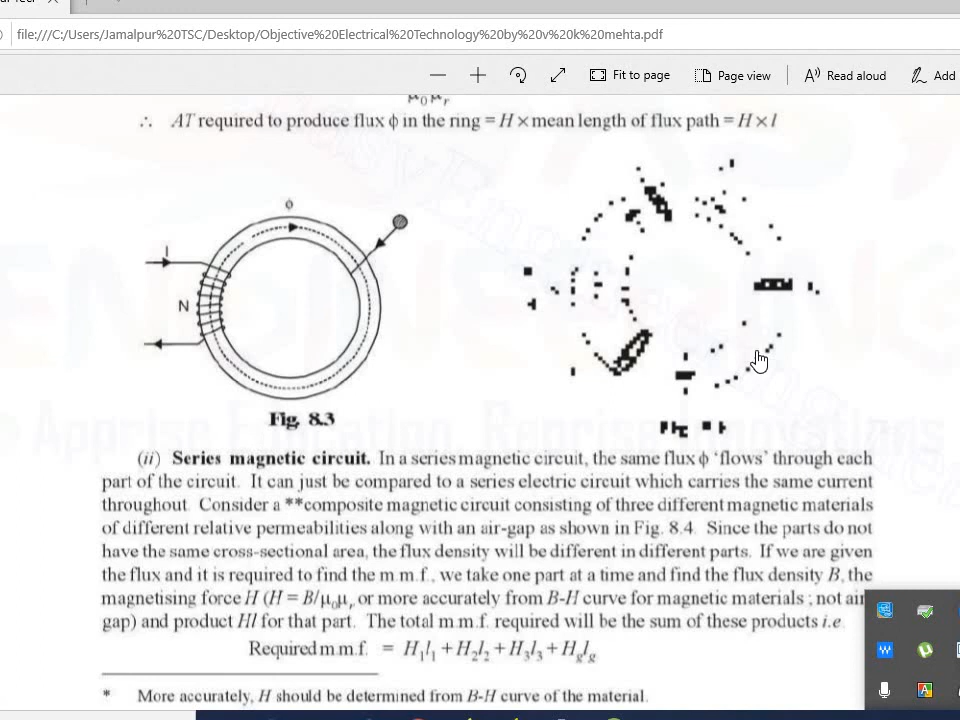 file:///C:/Users/Jamalpur%20TSC/Desktop/Objective%20Electrical%20Technology%20by%20v%20k%20mehta.pdf
Fit to page Page view Read aloud Add
μ0 μr
∴ AT required to produce flux ϕ in the ring = H × mean length of flux path = H × l
ϕ
I
N
Fig. 8.3
(ii) Series magnetic circuit. In a series magnetic circuit, the same flux ϕ 'flows' through each
part of the circuit. It can just be compared to a series electric circuit which carries the same current
throughout. Consider a **composite magnetic circuit consisting of three different magnetic materials
of different relative permeabilities along with an air-gap as shown in Fig. 8.4. Since the parts do not
have the same cross-sectional area, the flux density will be different in different parts. If we are given
the flux and it is required to find the m.m.f., we take one part at a time and find the flux density B, the
magnetising force H (H = B/μ0μr or more accurately from B-H curve for magnetic materials ; not air
gap) and product Hl for that part. The total m.m.f. required will be the sum of these products i.e.
Required m.m.f. = H1l1 + H2l2 + H3l3 + Hglg
* More accurately, H should be determined from B-H curve of the material.